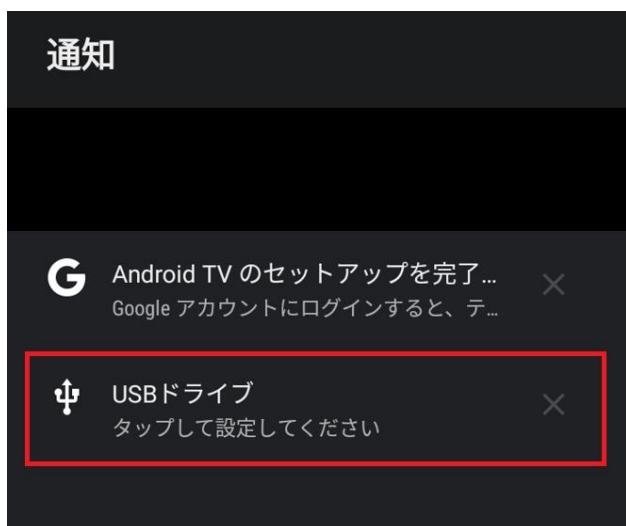 通知
Android TV のセットアップを完了...
Google アカウントにログインすると、テ...
USBドライブ
タップして設定してください